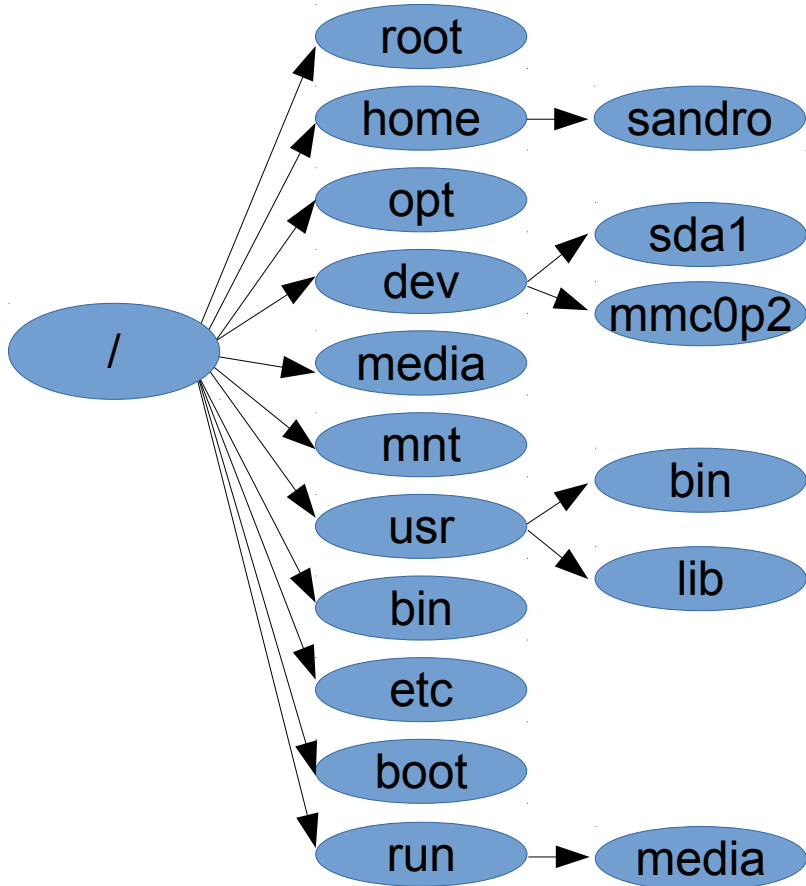 root
home
sandro
opt
sda1
dev
mmc0p2
/
media
mnt
bin
usr
lib
bin
etc
boot
run
media